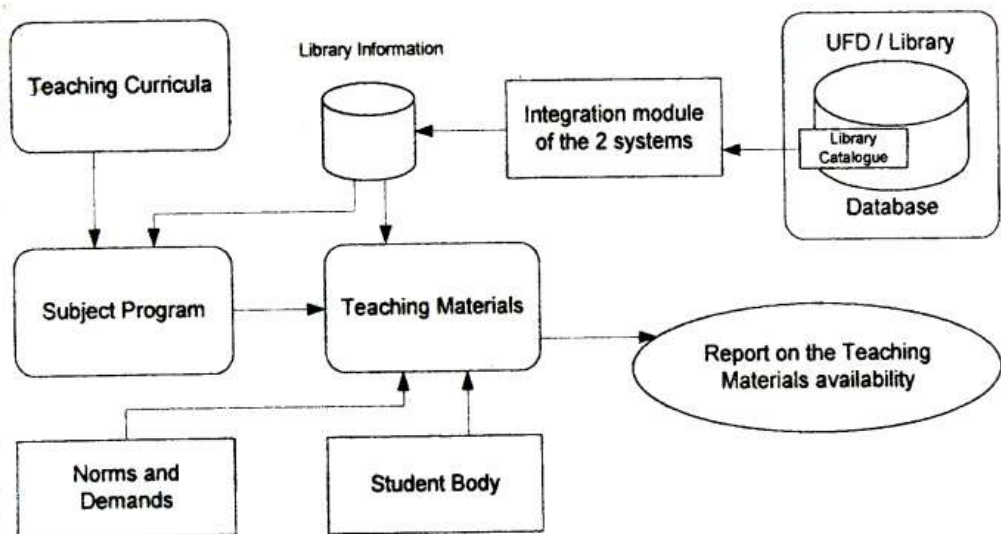 Teaching Curricula
Library Information
Integration module
of the 2 systems
UFD / Library
Library
Catalogue
Database
Subject Program
Teaching Materials
Report on the Teaching
Materials availability
Norms and
Demands
Student Body